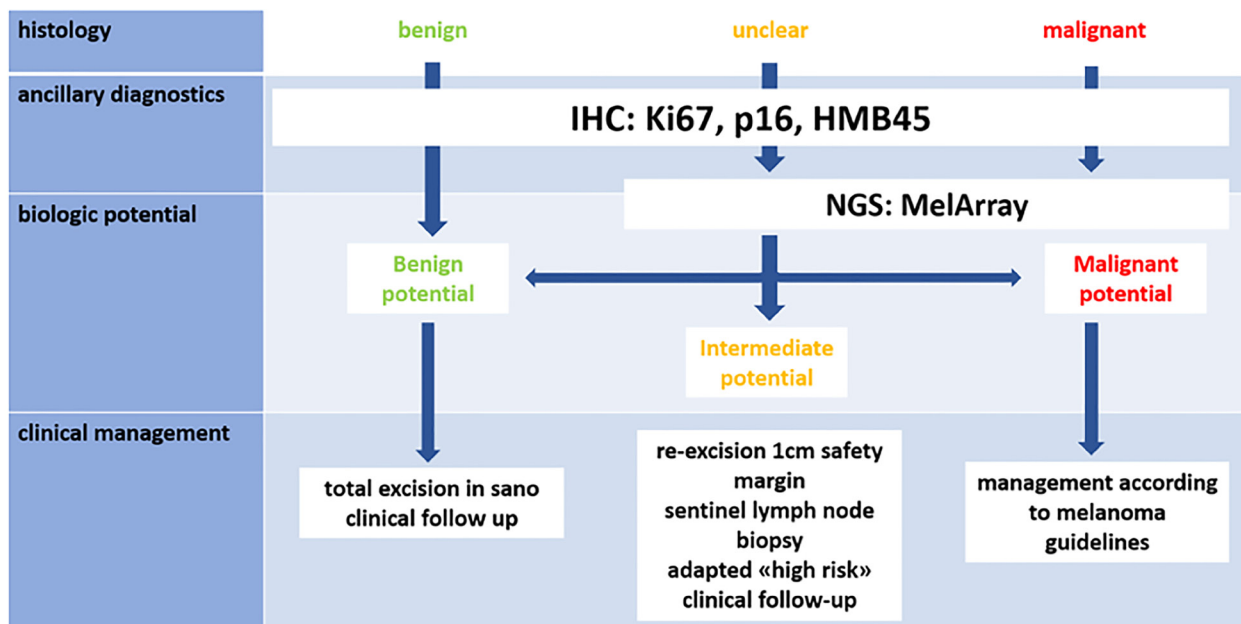 histology
benign
unclear
malignant
ancillary diagnostics
IHC: Ki67, p16, HMB45
NGS: MelArray
biologic potential
Benign
potential
Malignant
potential
Intermediate
potential
clinical management
total excision in sano
clinical follow up
re-excision 1cm safety
margin
sentinel lymph node
biopsy
adapted «high risk»
clinical follow-up
management according
to melanoma
guidelines